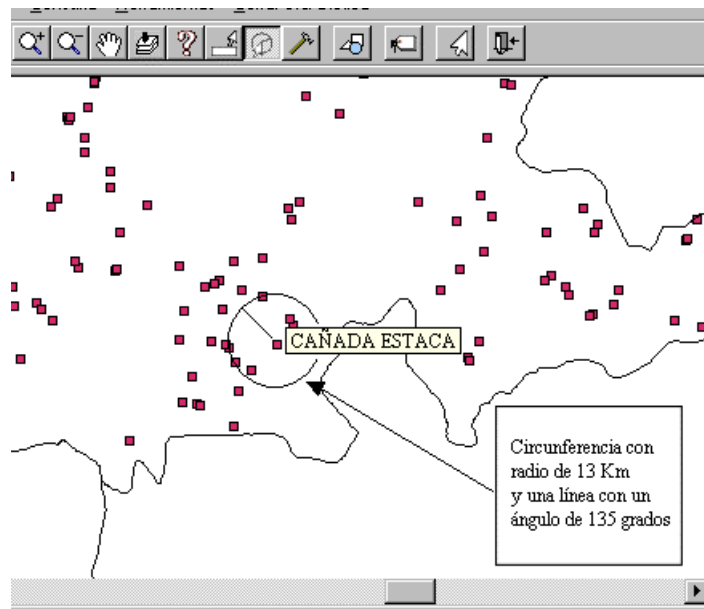 CAÑADA ESTACA
Circunferencia con
radio de 13 Km
y una línea con un
ángulo de 135 grados